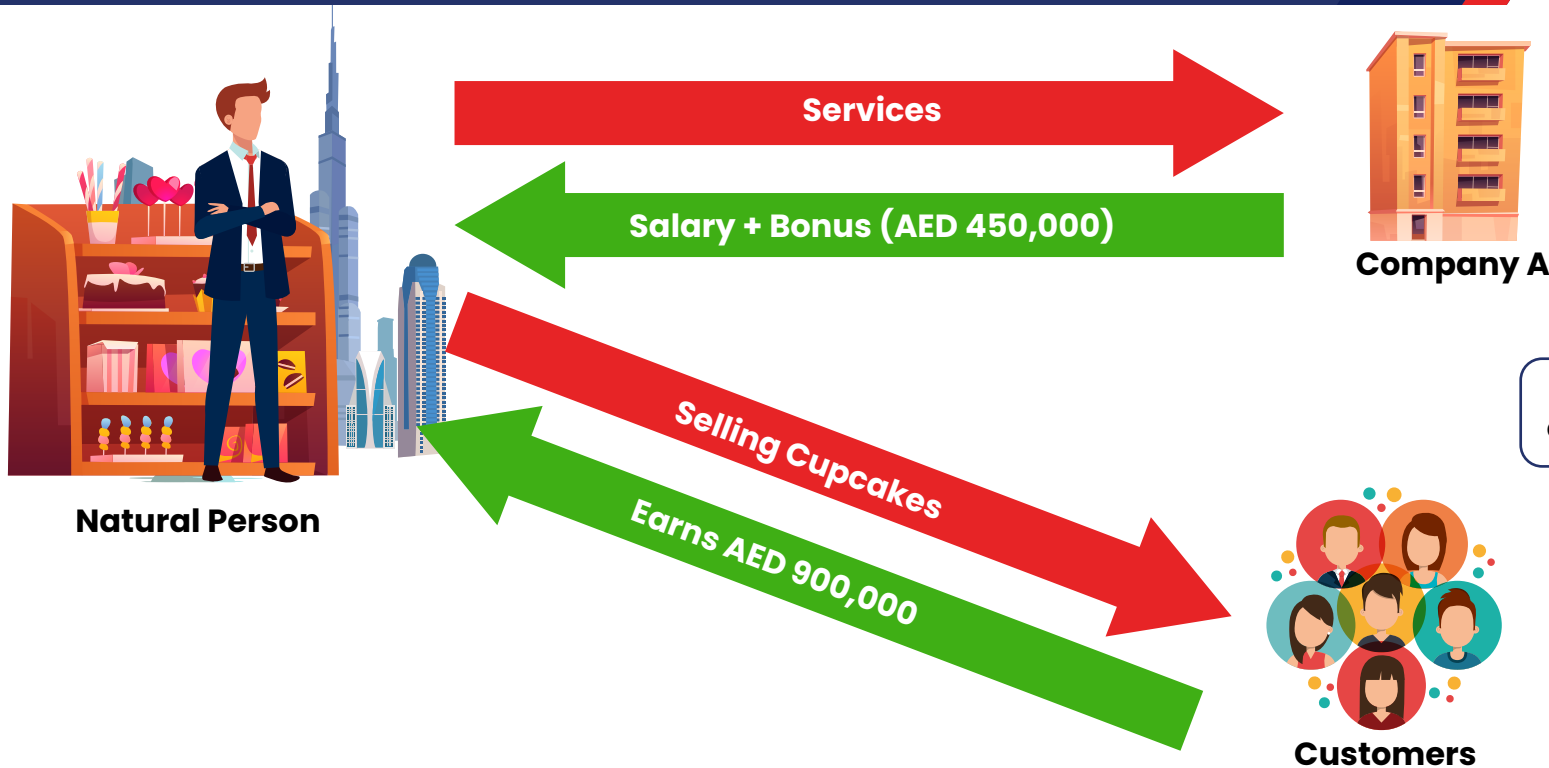 Services
Salary + Bonus (AED 450,000)
Company A
Selling Cupcakes
Earns AED 900,000
Natural Person
Customers